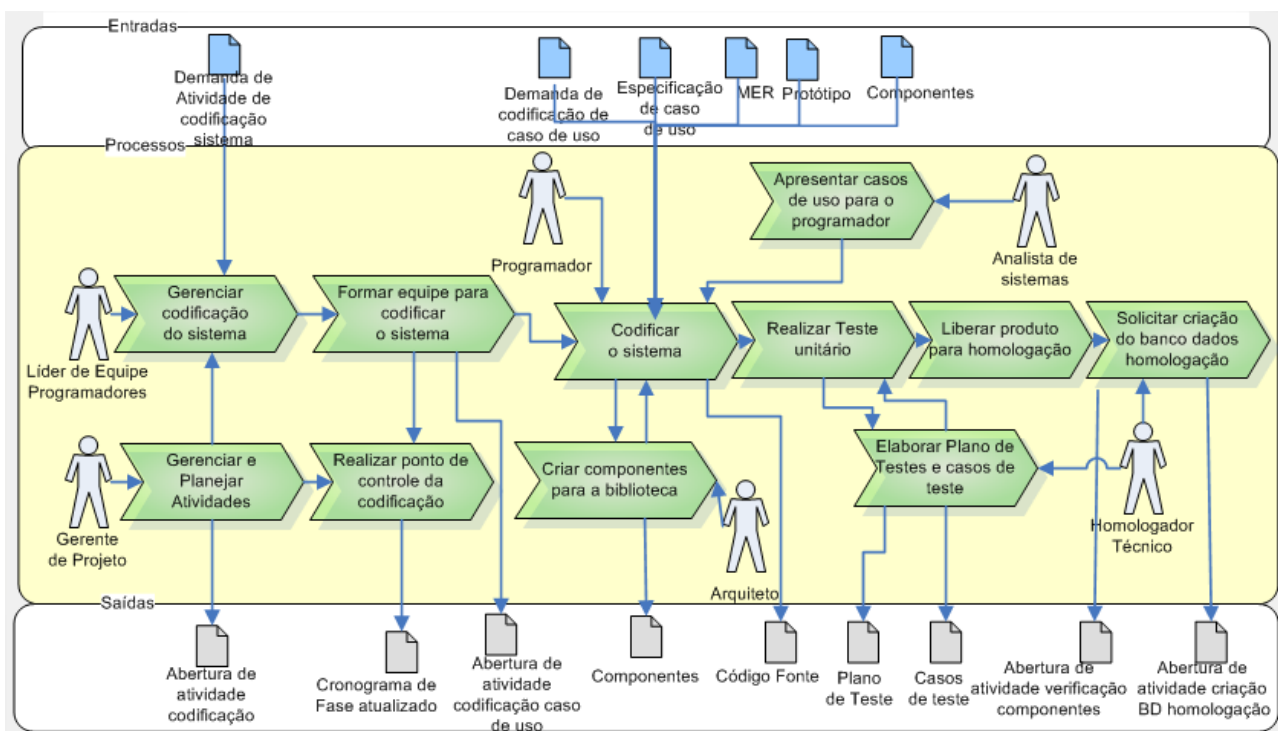 Entradas
Demanda de
Atividade de
codificação
sistema
Demanda de
codificação de
caso de uso
Especificação
de caso
de uso
MER
Protótipo
Componentes
Processos
Programador
Apresentar casos
de uso para o
programador
Analista de
sistemas
Líder de Equipe
Programadores
Gerenciar
codificação
do sistema
Formar equipe para
codificar
o sistema
Codificar
o sistema
Realizar Teste
unitário
Liberar produto
para homologação
Solicitar criação
do banco dados
homologação
Gerente
de Projeto
Gerenciar e
Planejar
Atividades
Realizar ponto de
controle da
codificação
Criar componentes
para a biblioteca
Arquiteto
Elaborar Plano de
Testes e casos de
teste
Homologador
Técnico
Saídas
Abertura de
atividade
codificação
Cronograma de
Fase atualizado
Abertura de
atividade
codificação caso
de uso
Componentes
Código Fonte
Plano
de Teste
Casos
de teste
Abertura de
atividade verificação
componentes
Abertura de
atividade criação
BD homologação